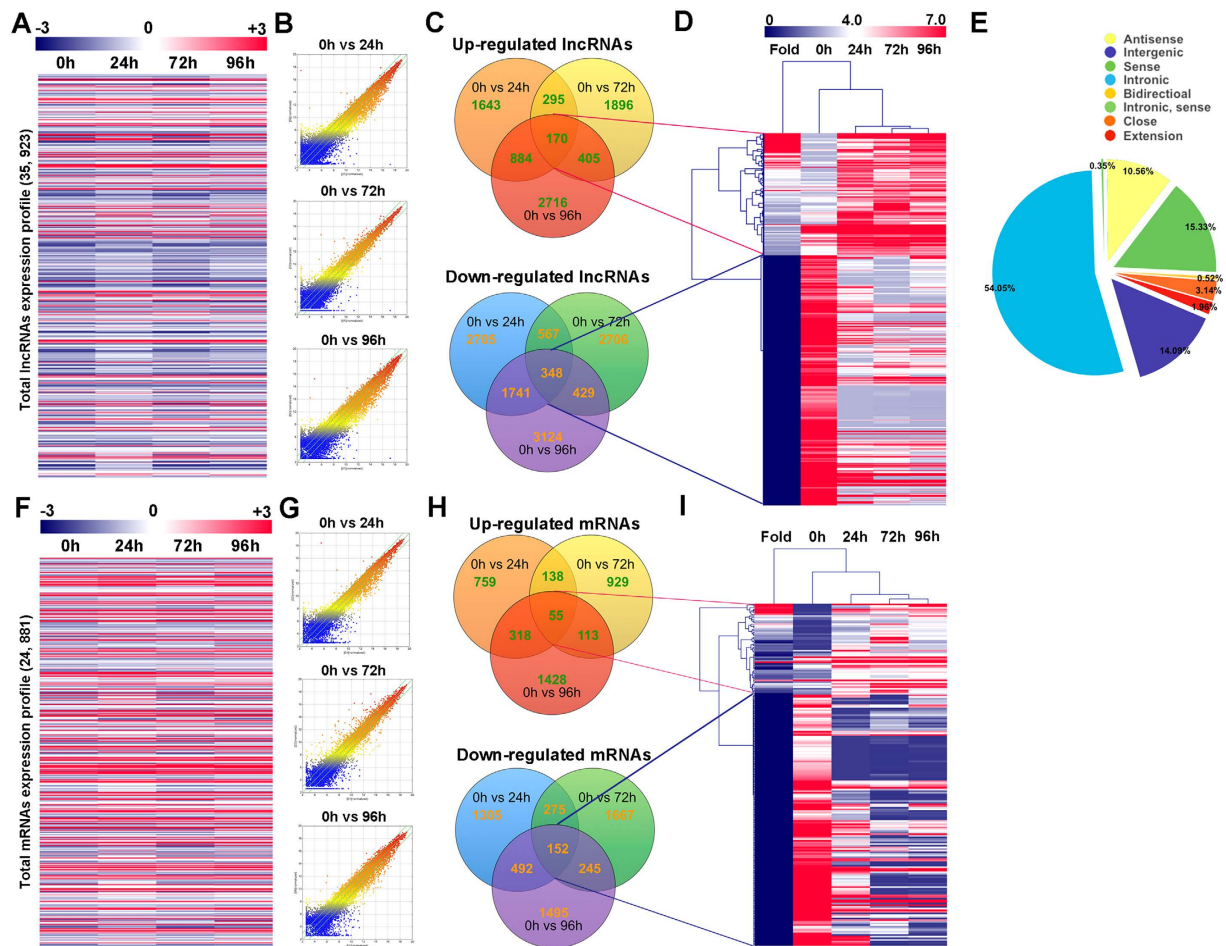 A
-3 0 +3
0h 24h 72h 96h
Total lncRNAs expression profile (35, 923)
B
0h vs 24h
0h vs 72h
0h vs 96h
C
Up-regulated lncRNAs
0h vs 24h
1643
295
0h vs 72h
1896
170
884
405
2716
0h vs 96h
Down-regulated lncRNAs
0h vs 24h
2705
567
0h vs 72h
348
1741
429
3124
0h vs 96h
D
0 4.0 7.0
Fold 0h 24h 72h 96h
E
Antisense
Intergenic
Sense
Intronic
Bidirectioal
Intronic, sense
Close
Extension
0.35%
10.56%
15.33%
0.52%
3.14%
1.96%
14.09%
54.05%
F
-3 0 +3
0h 24h 72h 96h
Total mRNAs expression profile (24, 881)
G
0h vs 24h
0h vs 72h
0h vs 96h
H
Up-regulated mRNAs
0h vs 24h
759
138
0h vs 72h
929
55
318
113
1428
0h vs 96h
Down-regulated mRNAs
0h vs 24h
1305
275
0h vs 72h
152
492
245
1495
0h vs 96h
I
Fold 0h 24h 72h 96h